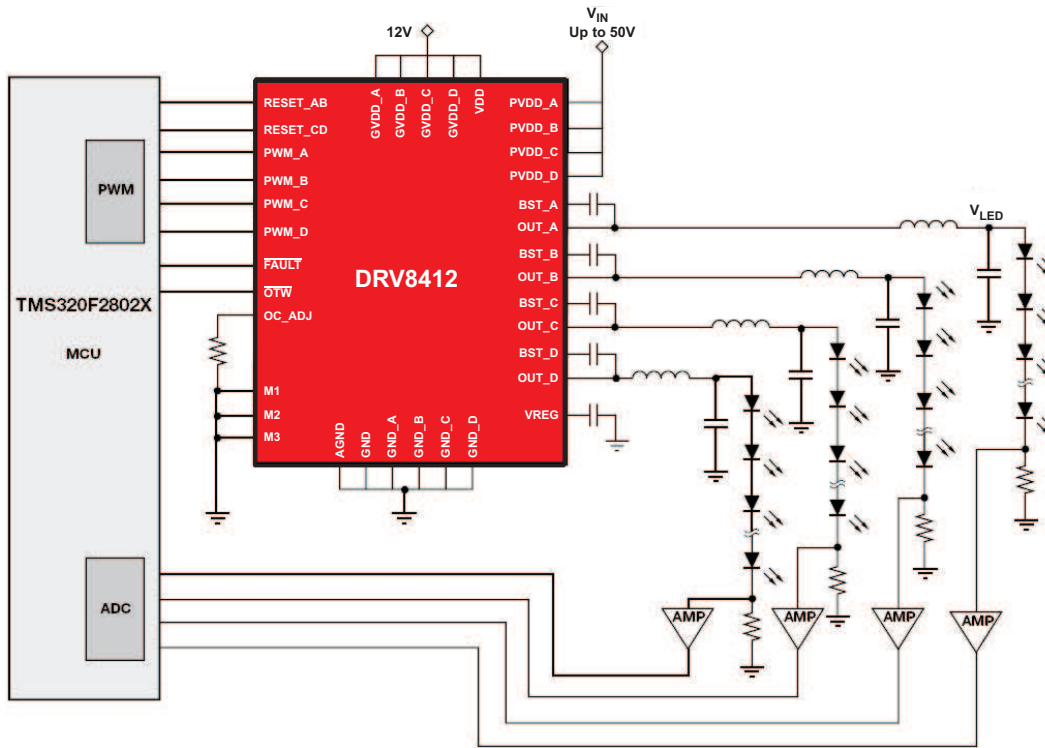 V_IN
Up to 50V
12V
RESET_AB
RESET_CD
PWM_A
PWM_B
PWM_C
PWM_D
FAULT
OTW
OC_ADJ
M1
M2
M3
GVDD_A
GVDD_B
GVDD_C
GVDD_D
VDD
PVDD_A
PVDD_B
PVDD_C
PVDD_D
BST_A
OUT_A
BST_B
OUT_B
BST_C
OUT_C
BST_D
OUT_D
VREG
DRV8412
AGND
GND
GND_A
GND_B
GND_C
GND_D
PWM
TMS320F2802X
MCU
ADC
V_LED
AMP
AMP
AMP
AMP